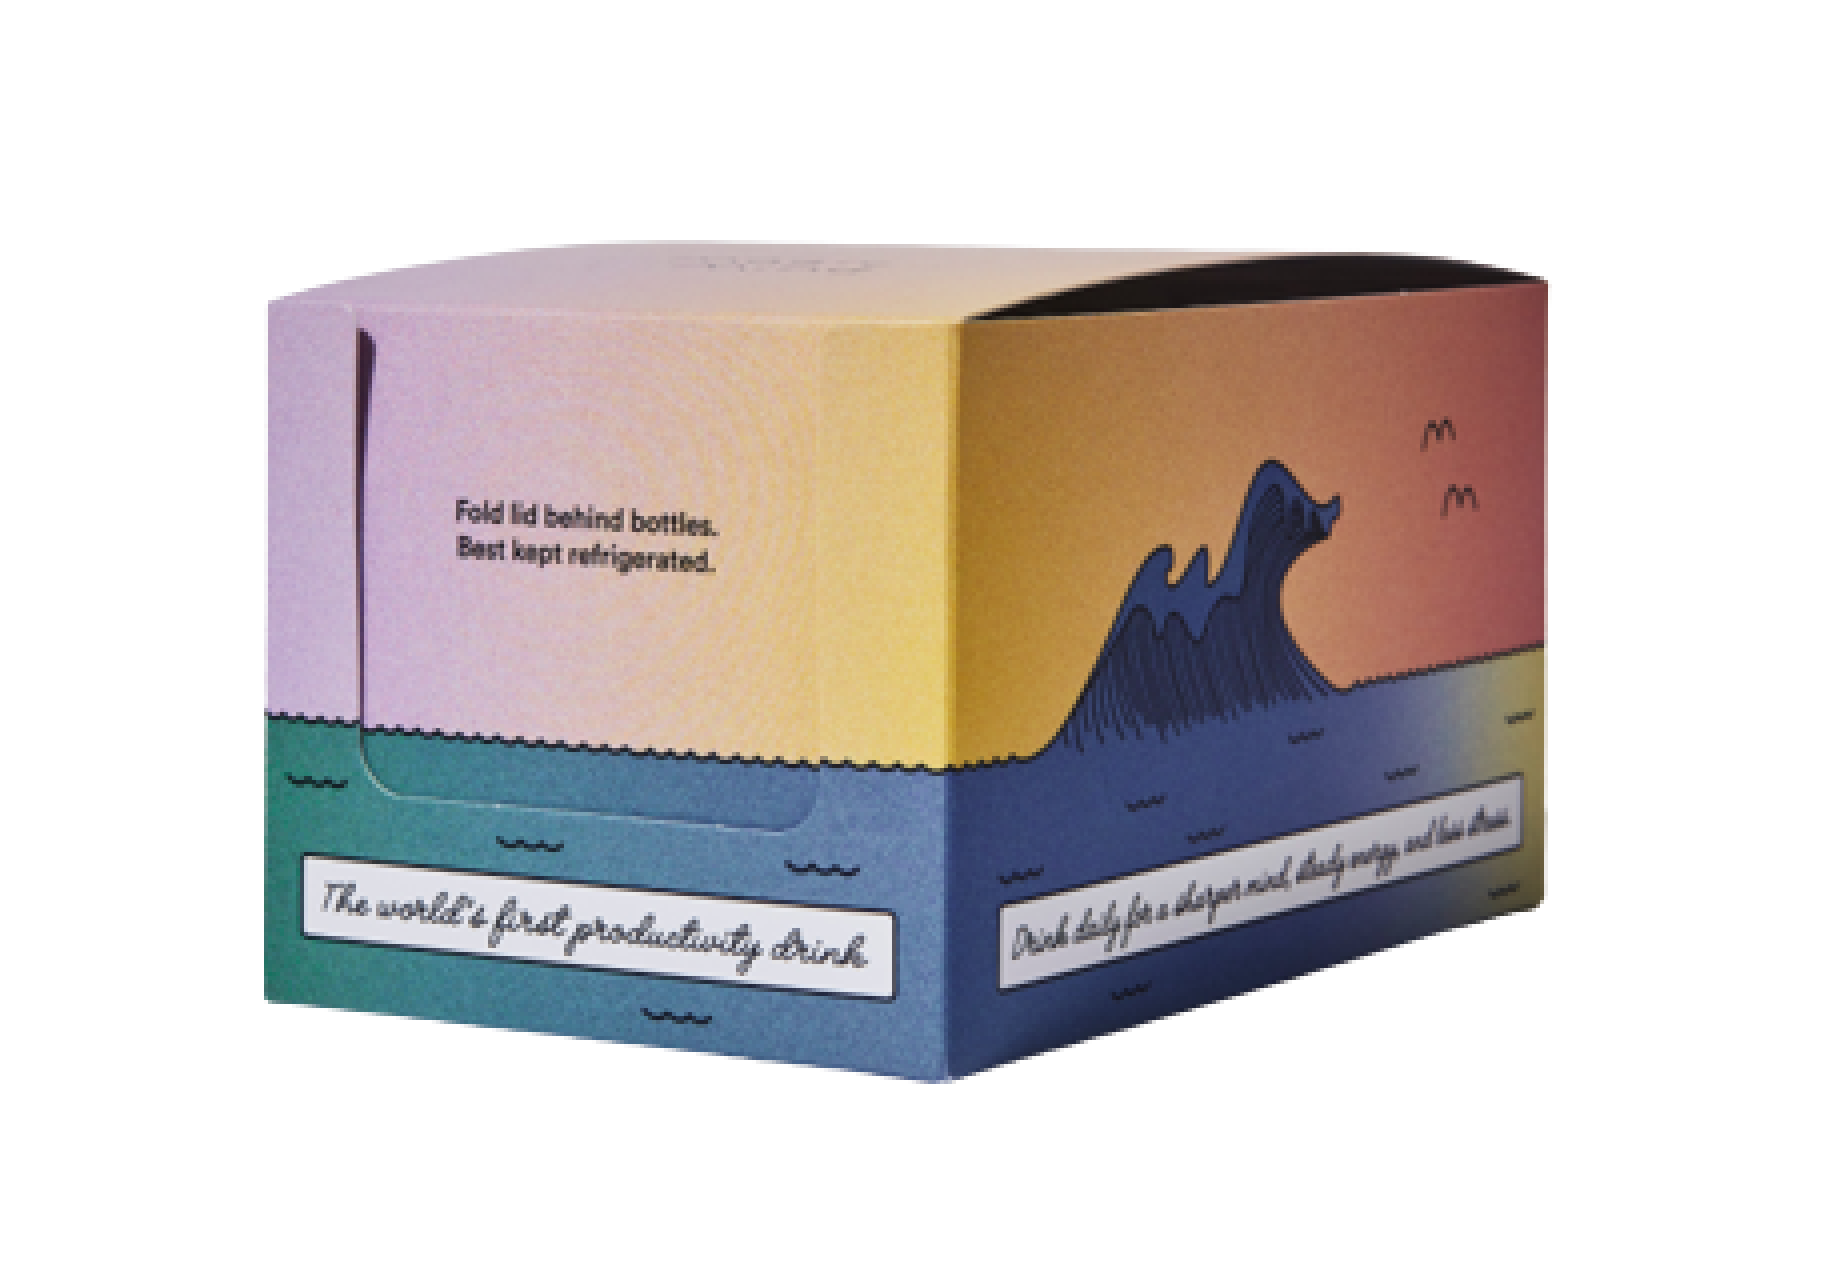 Fold lid behind bottles.
Best kept refrigerated.
The world's first productivity drink
Drink daily for a sharper mind, steady energy, and less stress.